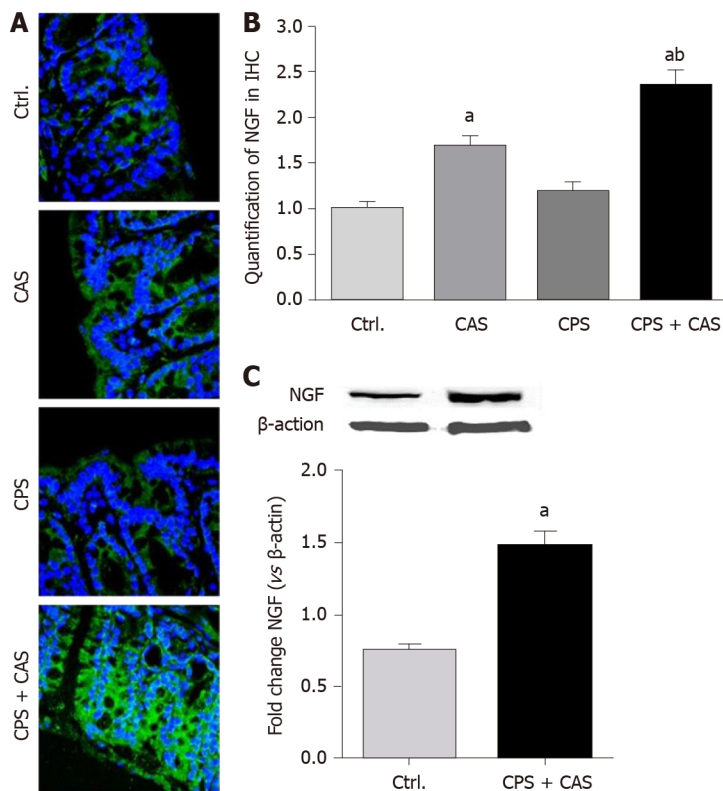 A
Ctrl.
CAS
CPS
CPS + CAS
B
Quantification of NGF in IHC
3.0
2.5
2.0
1.5
1.0
0.5
0.0
a
ab
Ctrl.
CAS
CPS
CPS + CAS
C
NGF
β-action
Fold change NGF (vs β-actin)
2.0
1.5
1.0
0.5
0.0
a
Ctrl.
CPS + CAS